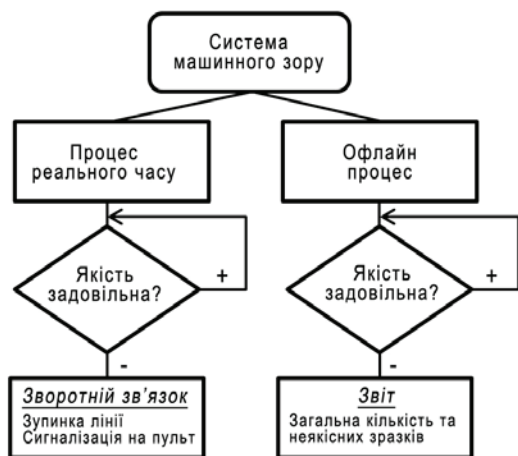 Система
машинного зору
Процес
реального часу
Офлайн
процес
Якість
задовільна?
+
-
Якість
задовільна?
+
-
Зворотній зв'язок
Зупинка лінії
Сигналізація на пульт
Звіт
Загальна кількість та
неякісних зразків